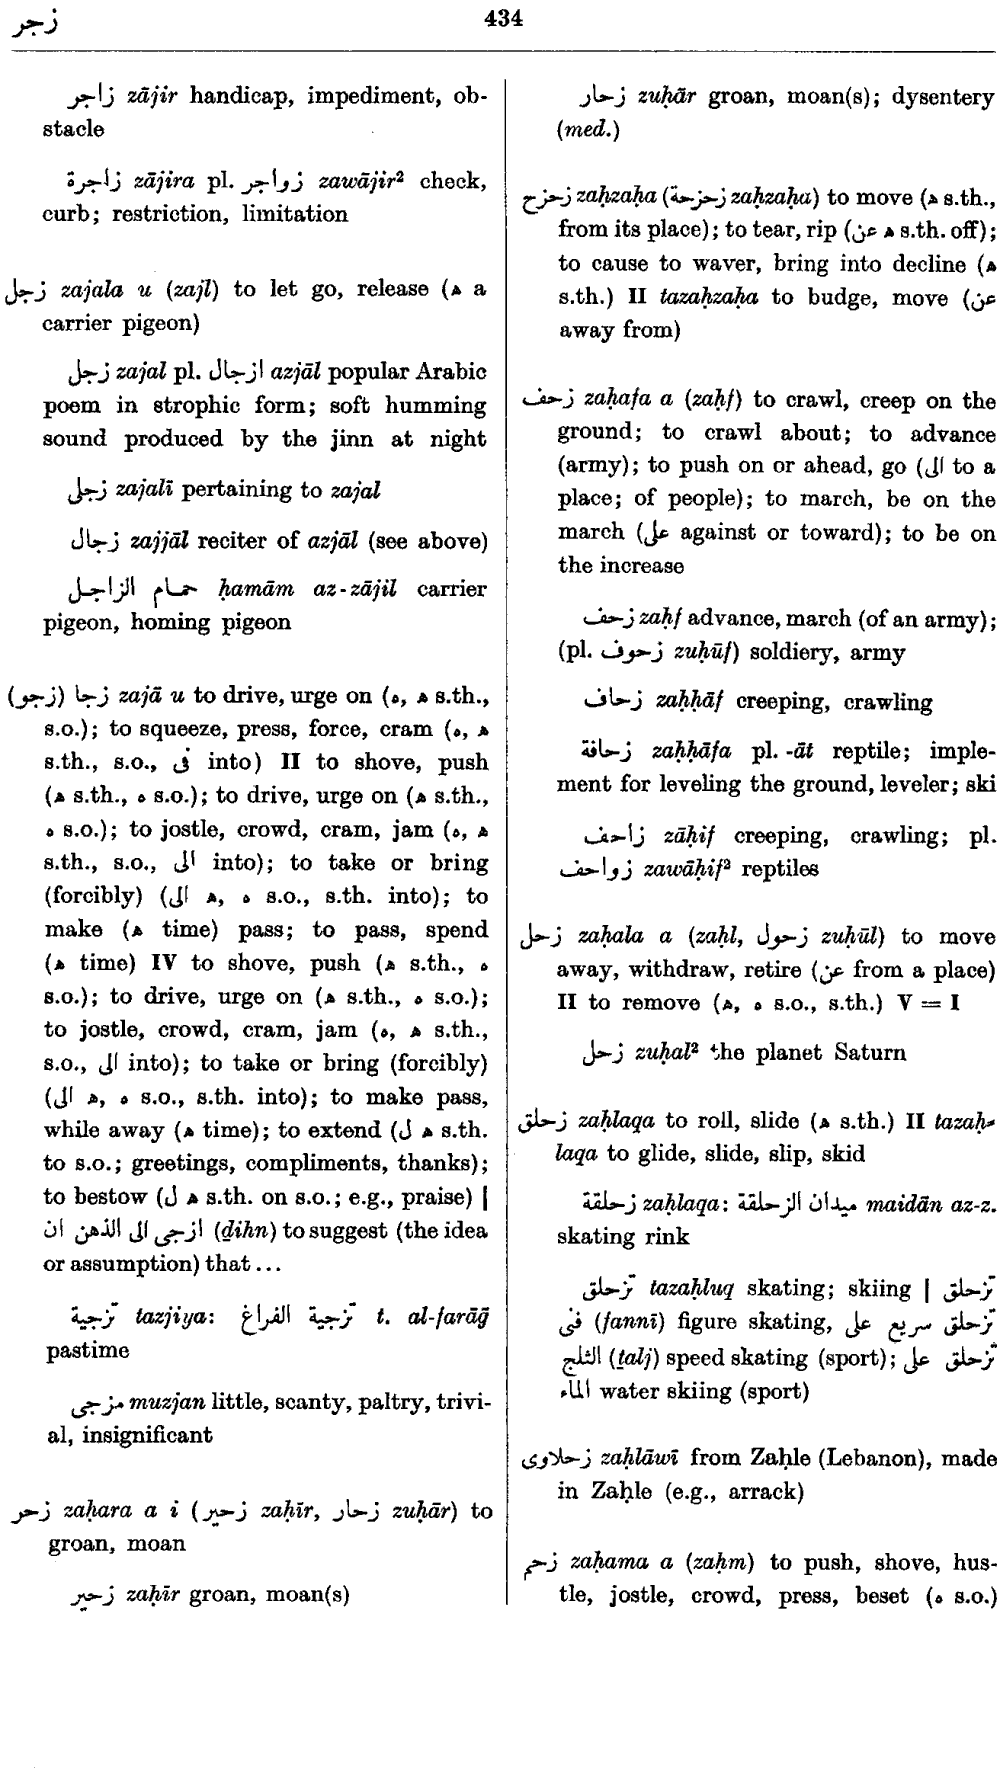 زجر
434
زاجر zājir handicap, impediment, ob-
stacle
زاجرة zājira pl. زواجر zawājir² check,
curb; restriction, limitation
زجل zajala u (zajl) to let go, release (ه a
carrier pigeon)
زجل zajal pl. ازجال azjāl popular Arabic
poem in strophic form; soft humming
sound produced by the jinn at night
زجلى zajalī pertaining to zajal
زجال zajjāl reciter of azjāl (see above)
حمام الزاجل ḥamām az-zājil carrier
pigeon, homing pigeon
(زجو) زجا zajā u to drive, urge on (ه, ه s.th.,
s.o.); to squeeze, press, force, cram (ه, ه
s.th., s.o., فى into) II to shove, push
(ه s.th., ه s.o.); to drive, urge on (ه s.th.,
ه s.o.); to jostle, crowd, cram, jam (ه, ه
s.th., s.o., الى into); to take or bring
(forcibly) (ه, ه الى s.o., s.th. into); to
make (ه time) pass; to pass, spend
(ه time) IV to shove, push (ه s.th., ه
s.o.); to drive, urge on (ه s.th., ه s.o.);
to jostle, crowd, cram, jam (ه, ه s.th.,
s.o., الى into); to take or bring (forcibly)
(ه, ه الى s.o., s.th. into); to make pass,
while away (ه time); to extend (ه ل s.th.
to s.o.; greetings, compliments, thanks);
to bestow (ه ل s.th. on s.o.; e.g., praise) |
ازجى الى الذهن ان (ḏihn) to suggest (the idea
or assumption) that ...
تزجية tazjiya: تزجية الفراغ t. al-farāḡ
pastime
مزجى muzjan little, scanty, paltry, trivi-
al, insignificant
زحر zaḥara a i (زحير zaḥīr, زحار zuḥār) to
groan, moan
زحير zaḥīr groan, moan(s)
زحار zuḥār groan, moan(s); dysentery
(med.)
زحزح zaḥzaḥa (زحزحة zaḥzaḥa) to move (ه s.th.,
from its place); to tear, rip (ه عن s.th. off);
to cause to waver, bring into decline (ه
s.th.) II tazaḥzaḥa to budge, move (عن
away from)
زحف zaḥafa a (zaḥf) to crawl, creep on the
ground; to crawl about; to advance
(army); to push on or ahead, go (الى to a
place; of people); to march, be on the
march (على against or toward); to be on
the increase
زحف zaḥf advance, march (of an army);
(pl. زحوف zuḥūf) soldiery, army
زحاف zaḥḥāf creeping, crawling
زحافة zaḥḥāfa pl. -āt reptile; imple-
ment for leveling the ground, leveler; ski
زاحف zāḥif creeping, crawling; pl.
زواحف zawāḥif² reptiles
زحل zaḥala a (zaḥl, زحول zuḥūl) to move
away, withdraw, retire (عن from a place)
II to remove (ه, ه s.o., s.th.) V = I
زحل zuḥal² the planet Saturn
زحلق zaḥlaqa to roll, slide (ه s.th.) II tazaḥ-
laqa to glide, slide, slip, skid
زحلقة zaḥlaqa: ميدان الزحلقة maidān az-z.
skating rink
تزحلق tazaḥluq skating; skiing | تزحلق
فنى (fannī) figure skating, تزحلق سريع على
الثلج (ṯalj) speed skating (sport); تزحلق على
الماء water skiing (sport)
زحلاوى zaḥlāwī from Zaḥle (Lebanon), made
in Zaḥle (e.g., arrack)
زحم zaḥama a (zaḥm) to push, shove, hus-
tle, jostle, crowd, press, beset (ه s.o.)